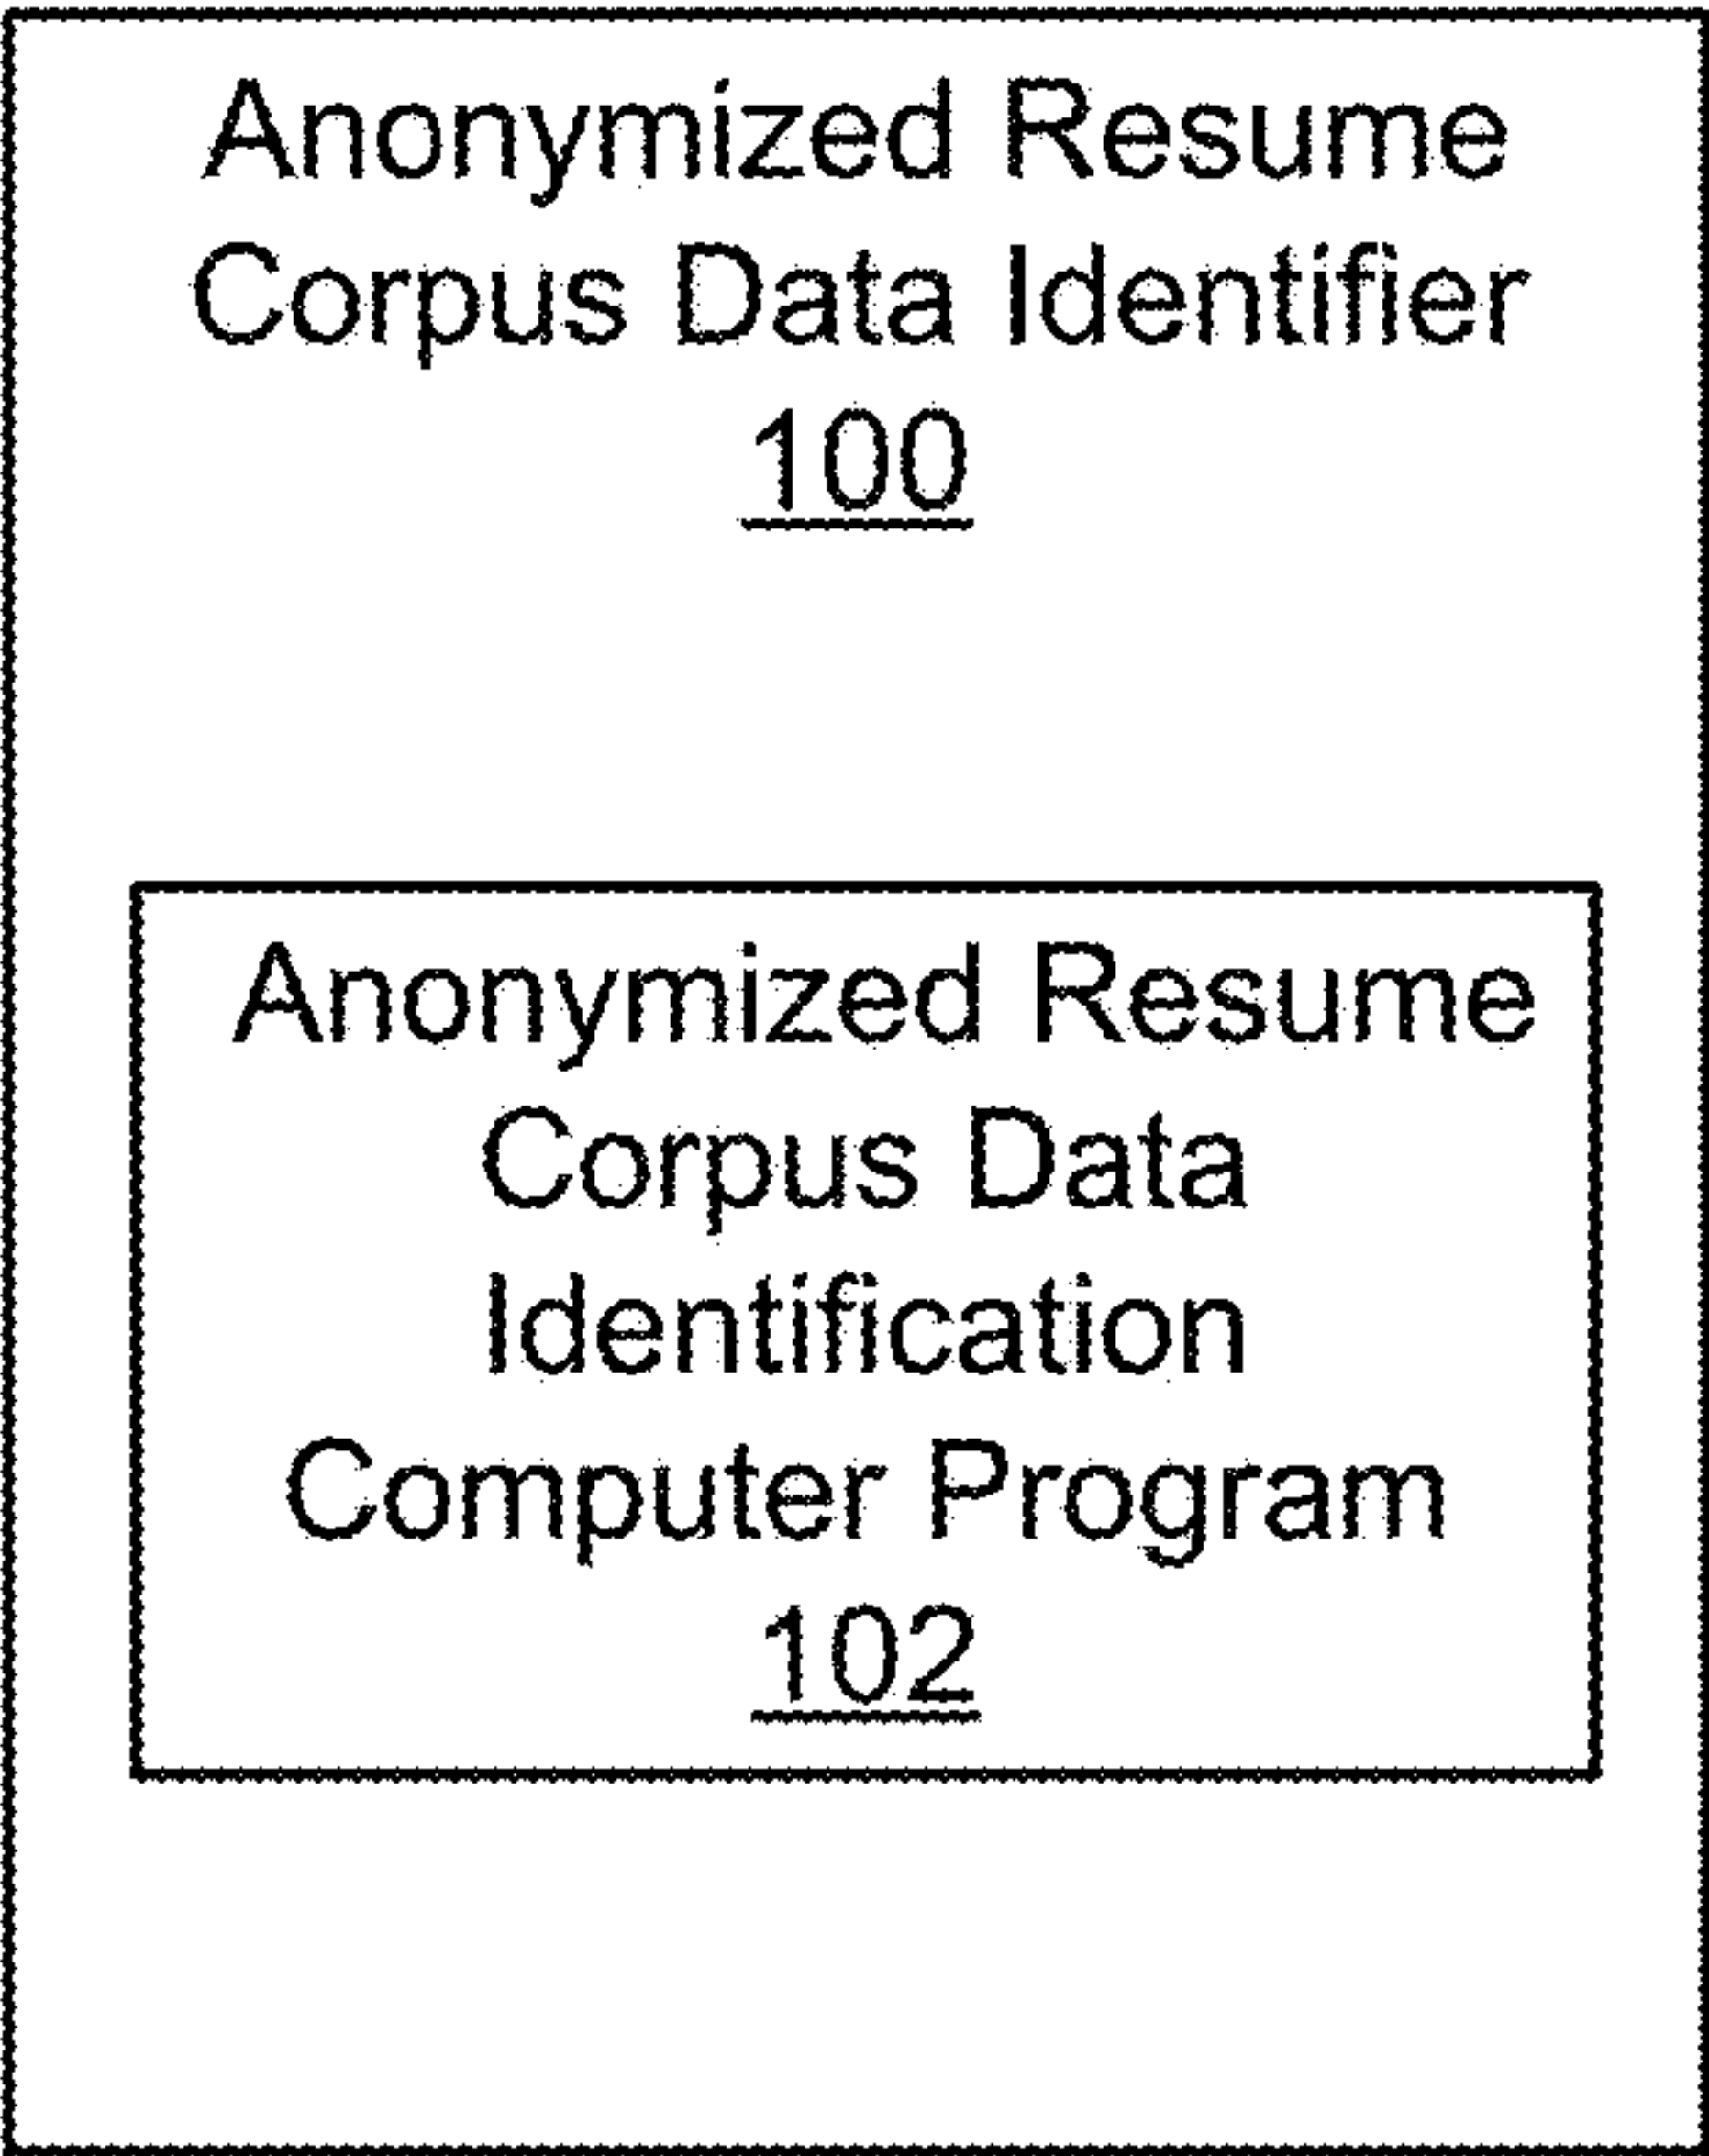 Anonymized Resume
Corpus Data Identifier
100
Anonymized Resume
Corpus Data
Identification
Computer Program
102